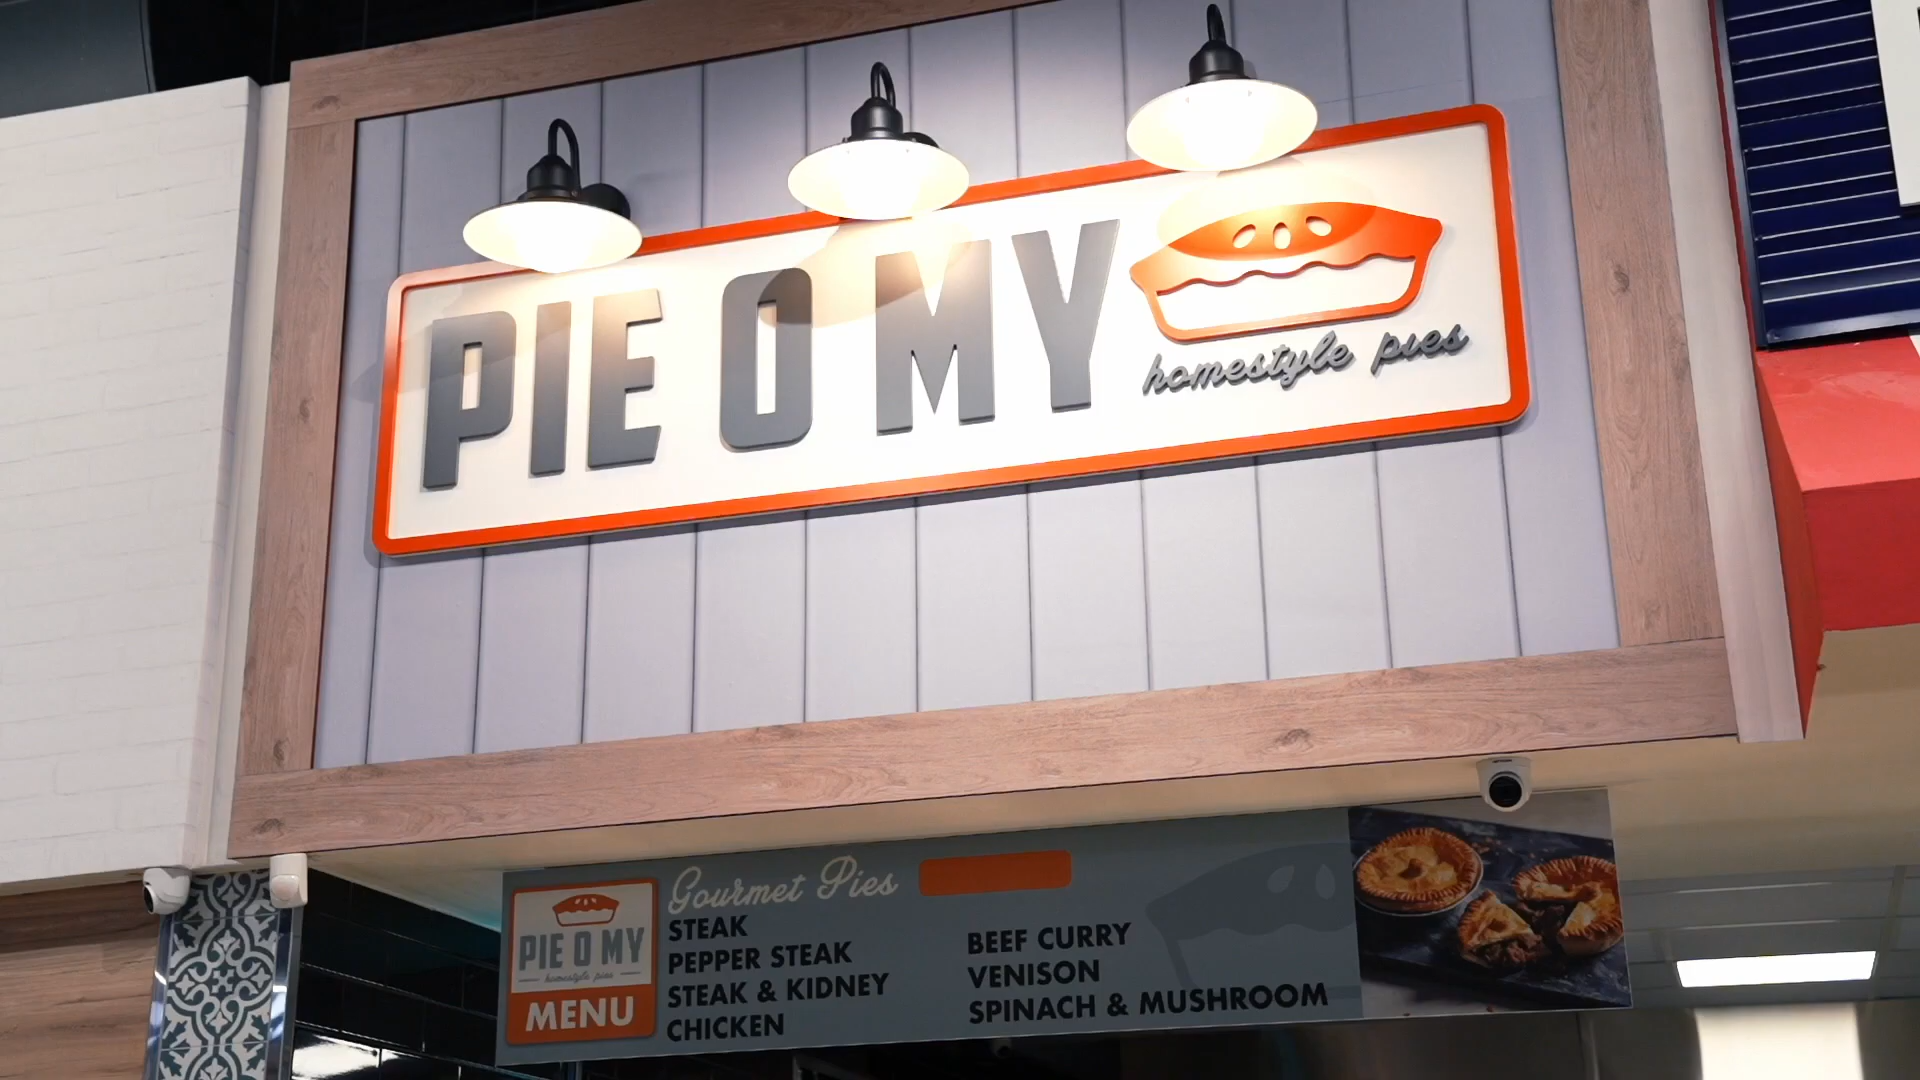 PIE O MY
homestyle pies
Gourmet Pies
STEAK
PEPPER STEAK
STEAK & KIDNEY
CHICKEN
BEEF CURRY
VENISON
SPINACH & MUSHROOM
PIE O MY
homestyle pies
MENU